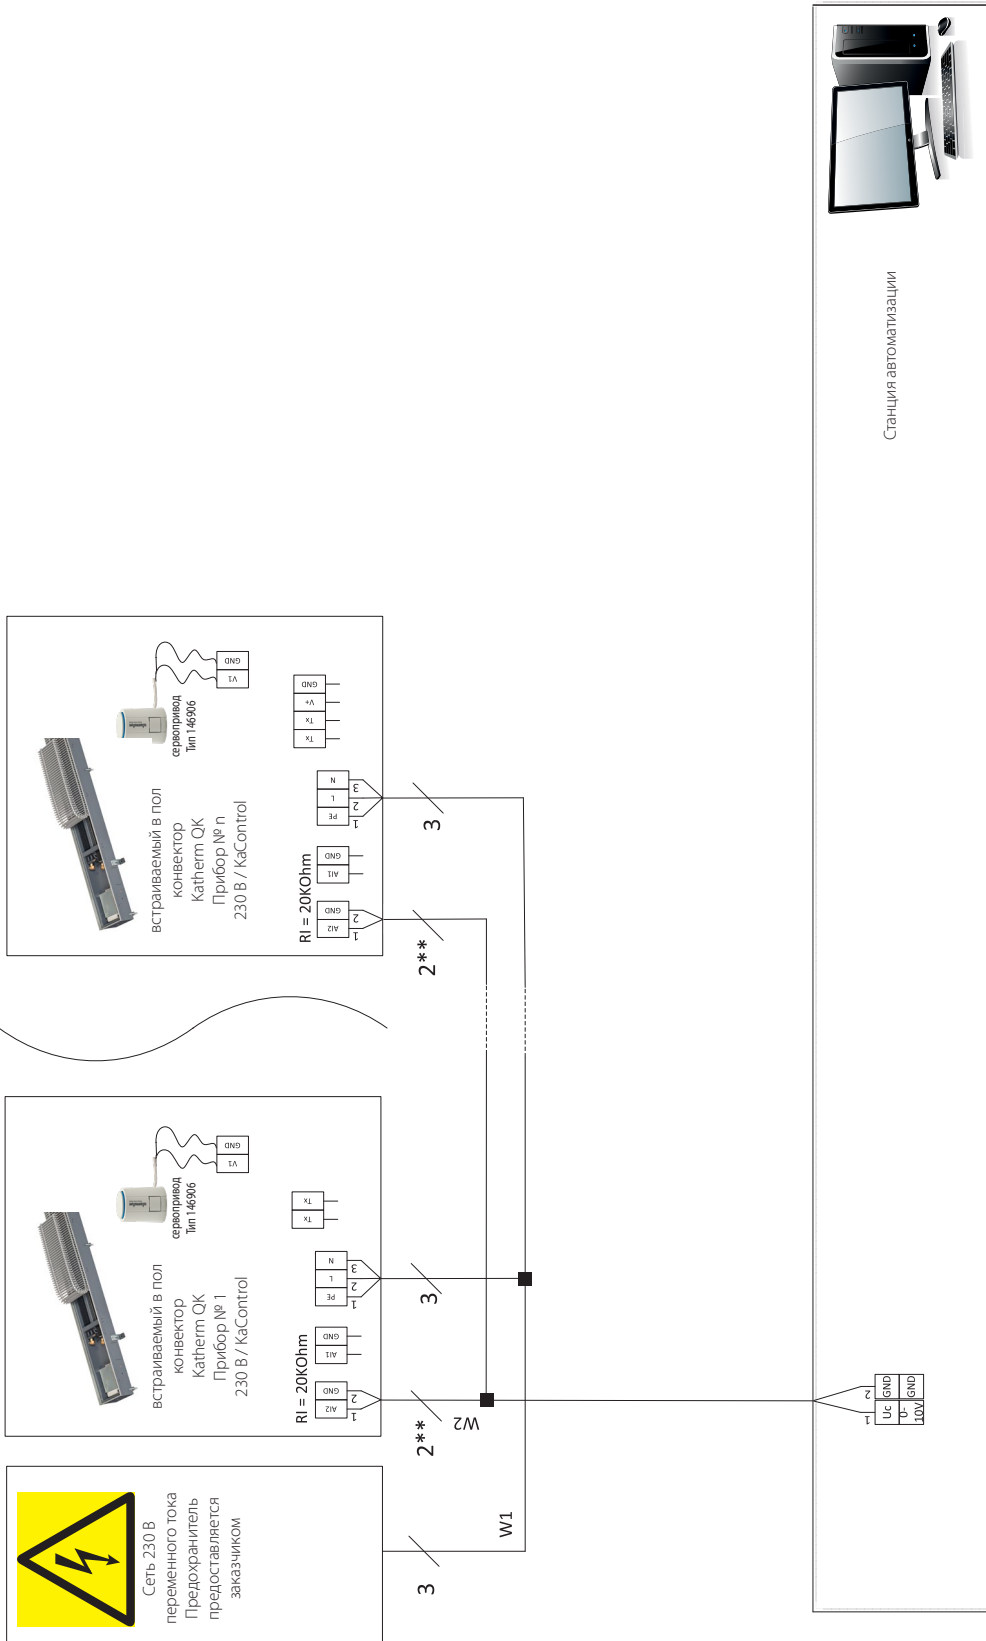 Сеть 230 В
переменного тока
Предохранитель
предоставляется
заказчиком
3
W1
встраиваемый в пол
конвектор
Katherm QK
Прибор № 1
230 В / KaControl
сервопривод
Тип 146906
V1
GND
RI = 20KOhm
AI2
GND
1
2
AI1
GND
PE
L
N
1
2
3
Tx
Tx
2**
W2
3
встраиваемый в пол
конвектор
Katherm QK
Прибор № n
230 В / KaControl
сервопривод
Тип 146906
V1
GND
RI = 20KOhm
AI2
GND
1
2
AI1
GND
PE
L
N
1
2
3
Tx
Tx
V+
GND
2**
3
1
2
Uc
GND
0-
10V
GND
Станция автоматизации